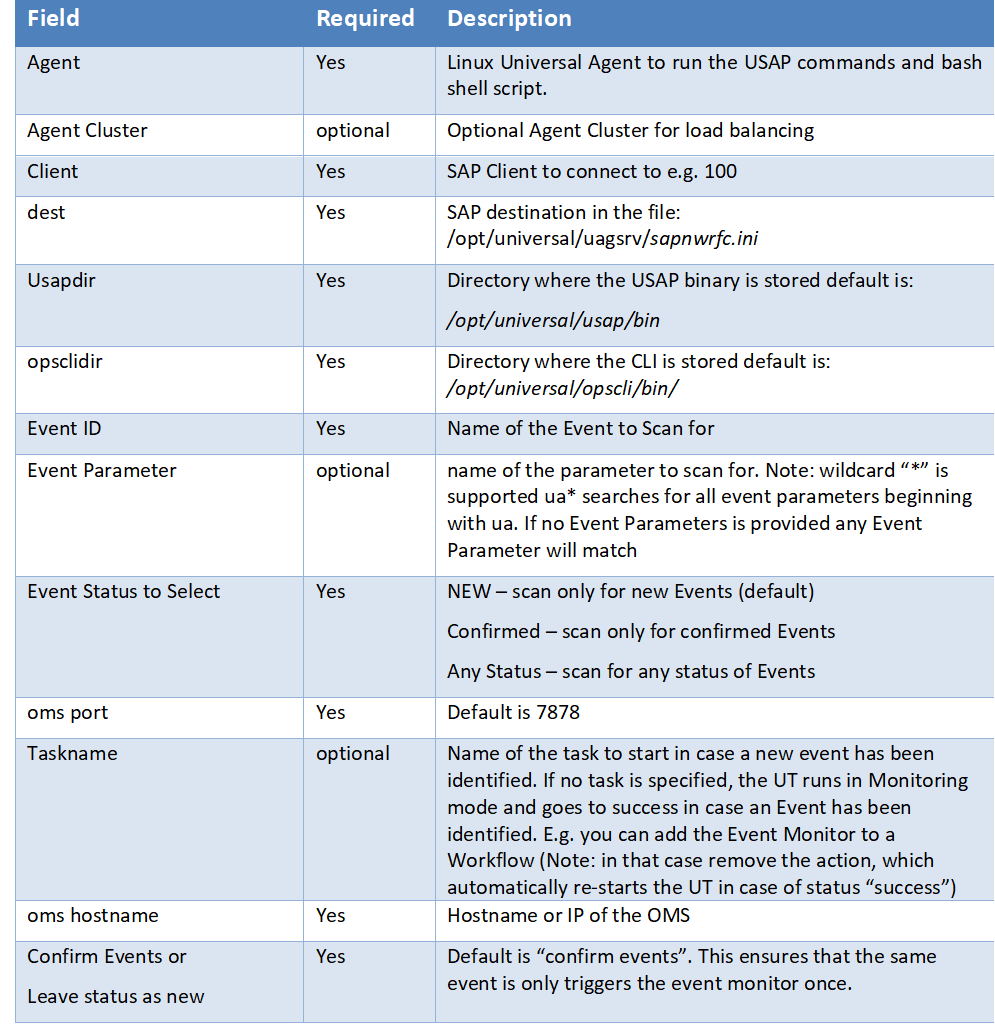 Field Required Description
Agent Yes Linux Universal Agent to run the USAP commands and bash
shell script.
Agent Cluster optional Optional Agent Cluster for load balancing
Client Yes SAP Client to connect to e.g. 100
dest Yes SAP destination in the file:
/opt/universal/uagsrv/sapnwrfc.ini
Usapdir Yes Directory where the USAP binary is stored default is:
/opt/universal/usap/bin
opsclidir Yes Directory where the CLI is stored default is:
/opt/universal/opscli/bin/
Event ID Yes Name of the Event to Scan for
Event Parameter optional name of the parameter to scan for. Note: wildcard “*” is
supported ua* searches for all event parameters beginning
with ua. If no Event Parameters is provided any Event
Parameter will match
Event Status to Select Yes NEW – scan only for new Events (default)
Confirmed – scan only for confirmed Events
Any Status – scan for any status of Events
oms port Yes Default is 7878
Taskname optional Name of the task to start in case a new event has been
identified. If no task is specified, the UT runs in Monitoring
mode and goes to success in case an Event has been
identified. E.g. you can add the Event Monitor to a
Workflow (Note: in that case remove the action, which
automatically re-starts the UT in case of status “success”)
oms hostname Yes Hostname or IP of the OMS
Confirm Events or Yes Default is “confirm events”. This ensures that the same
event is only triggers the event monitor once.
Leave status as new